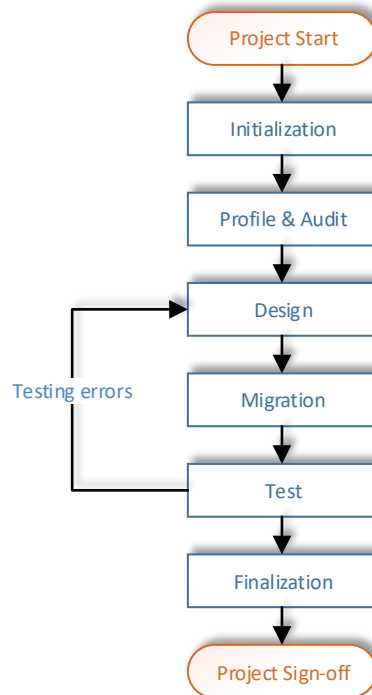 Project Start
Initialization
Profile & Audit
Design
Testing errors
Migration
Test
Finalization
Project Sign-off